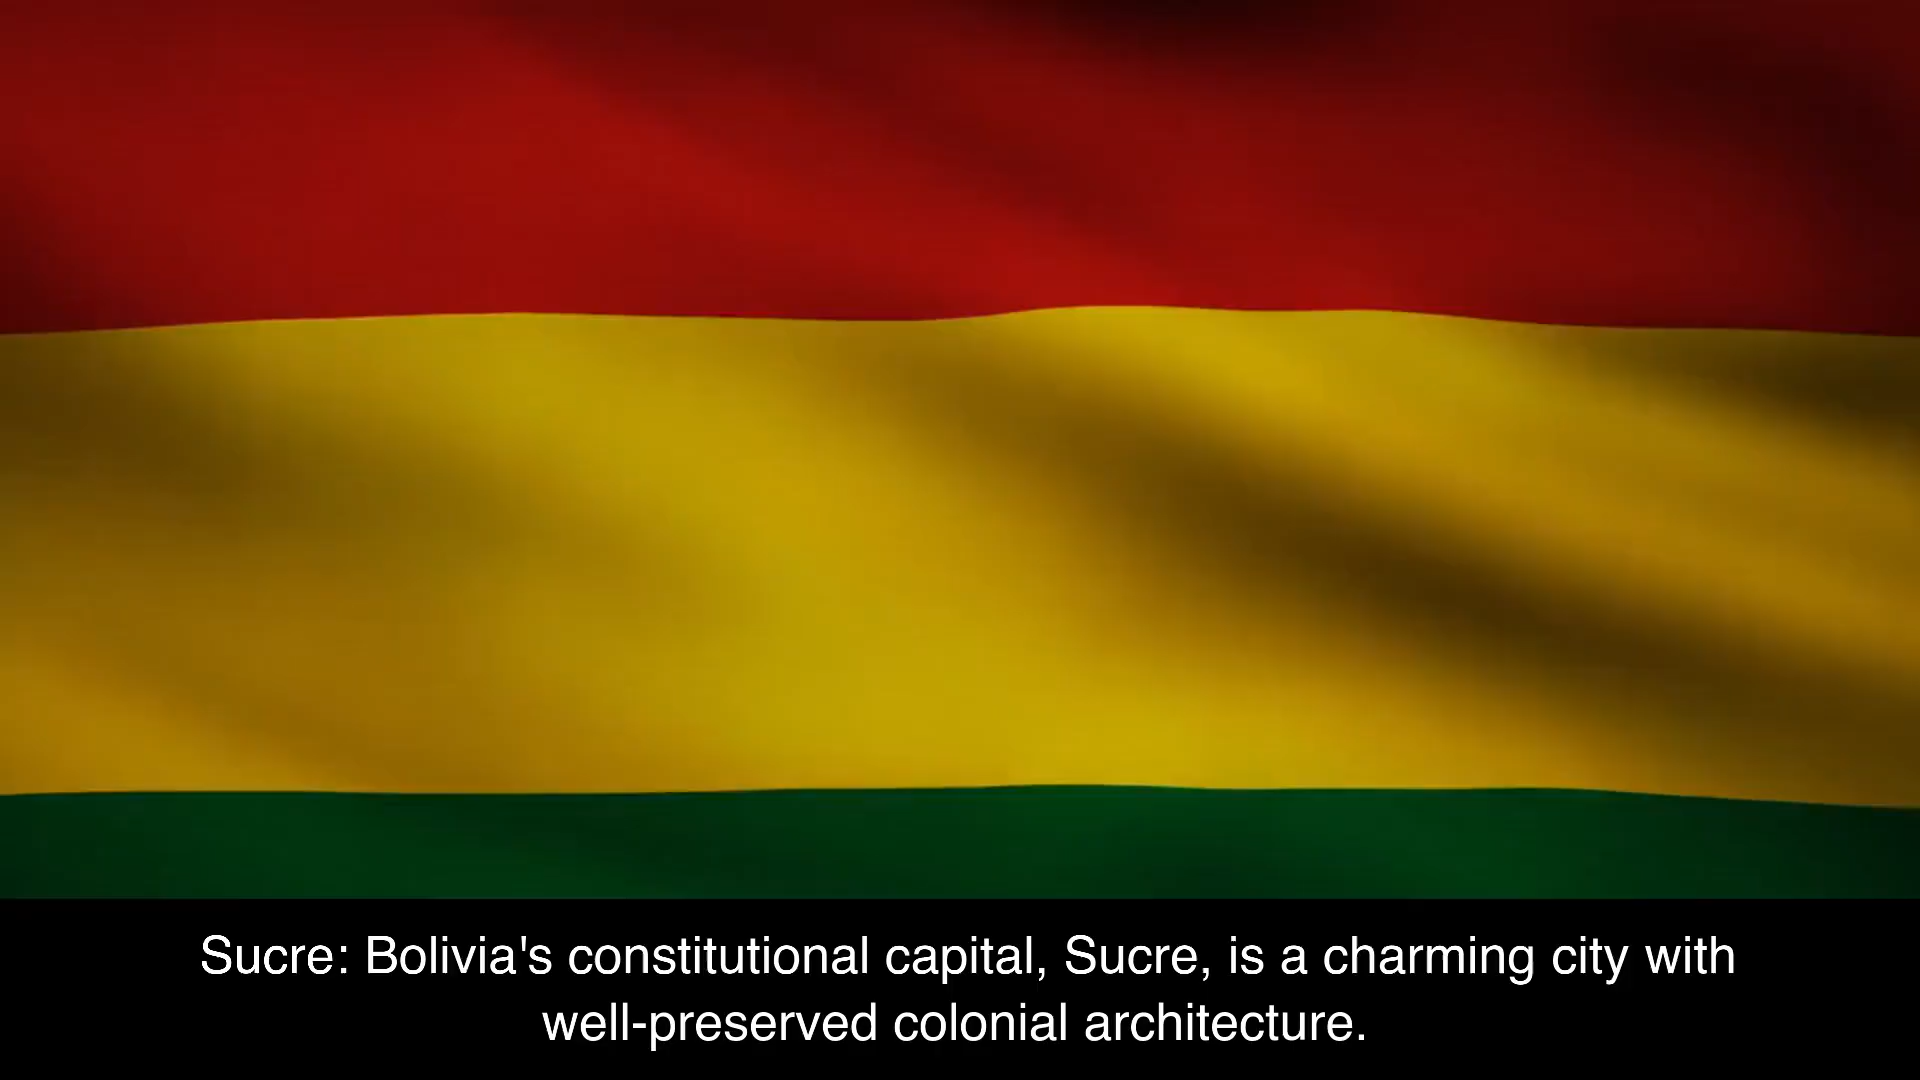 Sucre: Bolivia's constitutional capital, Sucre, is a charming city with
well-preserved colonial architecture.